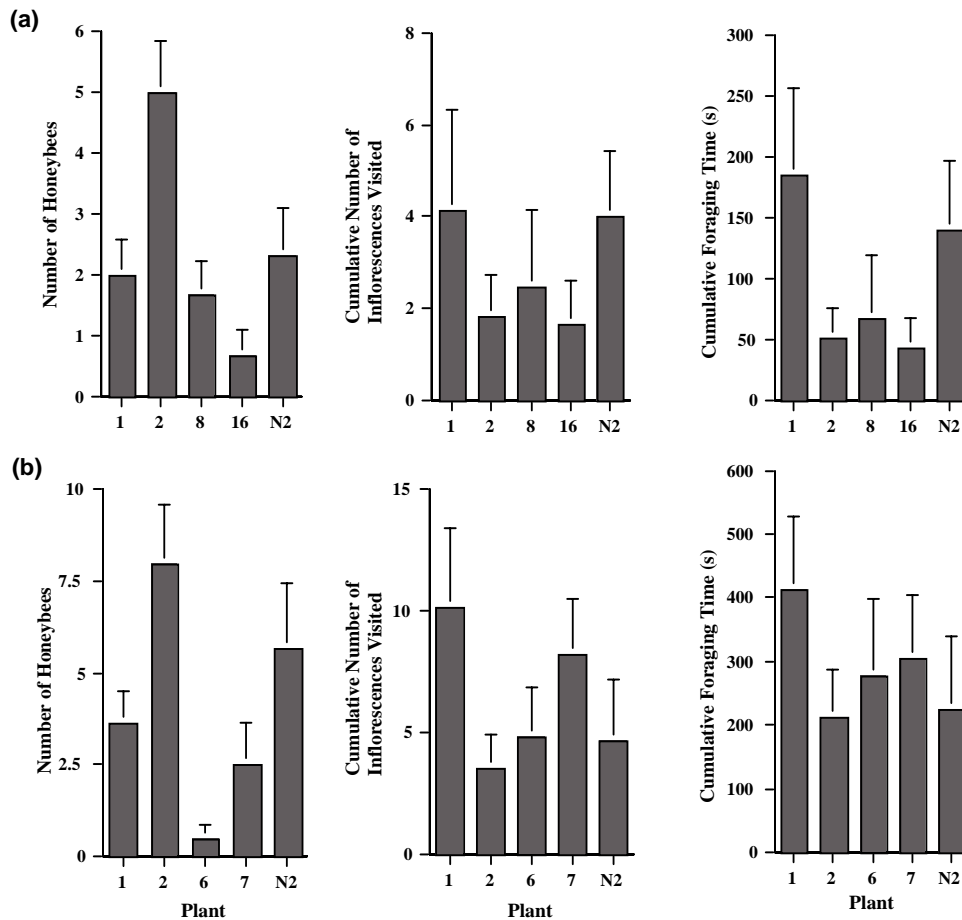 (a)
Number of Honeybees
6
5
4
3
2
1
0
1 2 8 16 N2
Cumulative Number of
Inflorescences Visited
8
6
4
2
0
1 2 8 16 N2
Cumulative Foraging Time (s)
300
250
200
150
100
50
0
1 2 8 16 N2
(b)
Number of Honeybees
10
7.5
5
2.5
0
1 2 6 7 N2
Plant
Cumulative Number of
Inflorescences Visited
15
10
5
0
1 2 6 7 N2
Cumulative Foraging Time (s)
600
500
400
300
200
100
0
1 2 6 7 N2
Plant